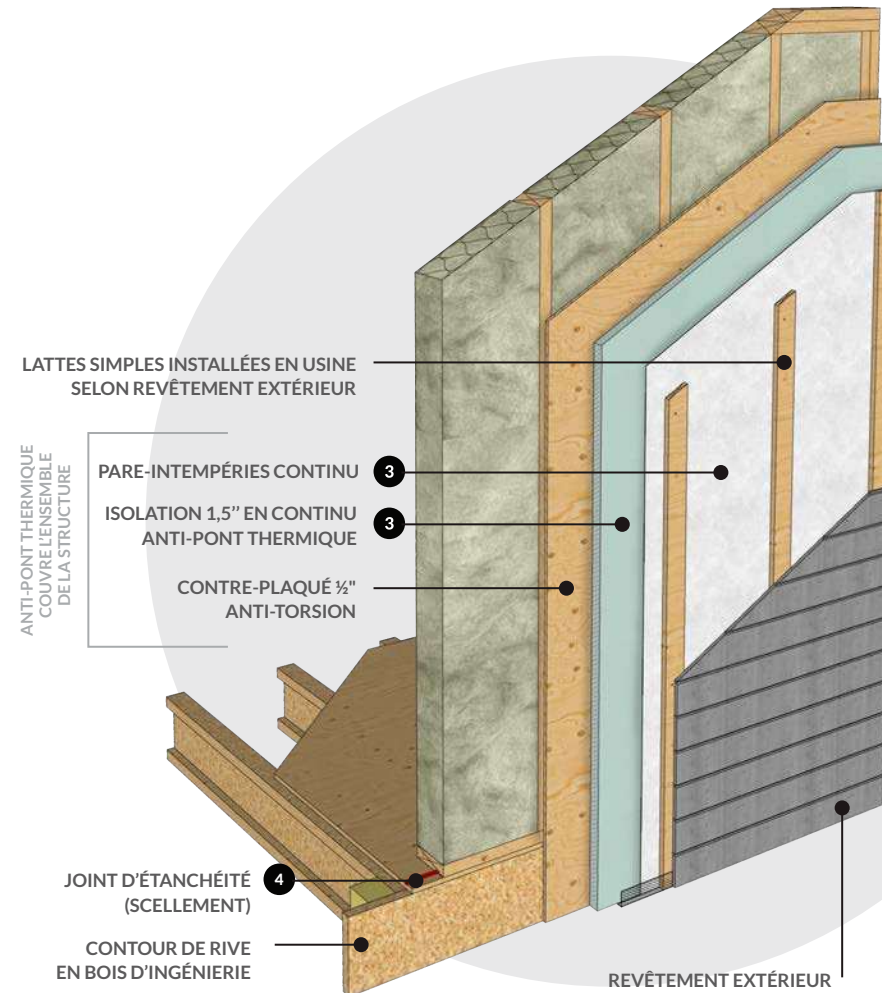 LATTES SIMPLES INSTALLÉES EN USINE
SELON REVÊTEMENT EXTÉRIEUR
ANTI-PONT THERMIQUE
COUVRE L'ENSEMBLE
DE LA STRUCTURE
PARE-INTEMPÉRIES CONTINU 3
ISOLATION 1,5’’ EN CONTINU 3
ANTI-PONT THERMIQUE
CONTRE-PLAQUÉ ½"
ANTI-TORSION
JOINT D’ÉTANCHÉITÉ 4
(SCELLEMENT)
CONTOUR DE RIVE
EN BOIS D’INGÉNIERIE
REVÊTEMENT EXTÉRIEUR